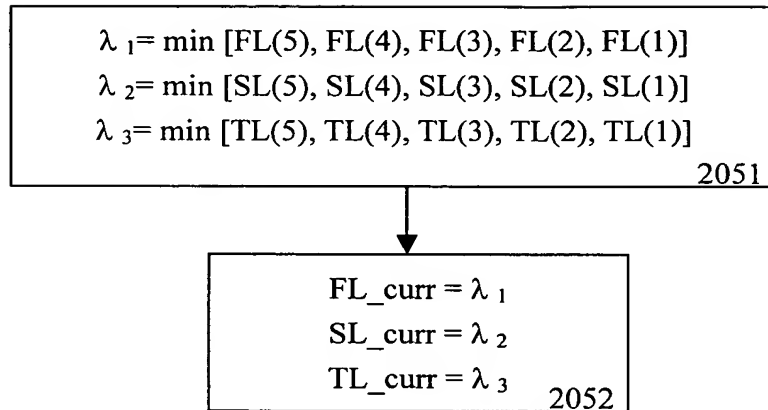 λ 1= min [FL(5), FL(4), FL(3), FL(2), FL(1)]
λ 2= min [SL(5), SL(4), SL(3), SL(2), SL(1)]
λ 3= min [TL(5), TL(4), TL(3), TL(2), TL(1)]
2051
FL_curr = λ 1
SL_curr = λ 2
TL_curr = λ 3
2052